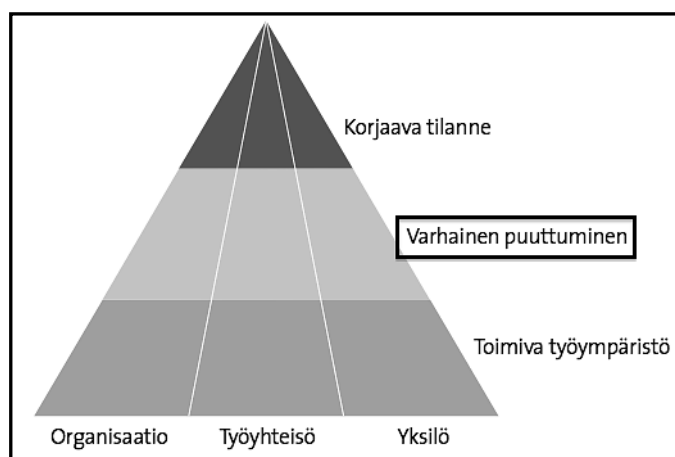 Korjaava tilanne
Varhainen puuttuminen
Toimiva työympäristö
Organisaatio
Työyhteisö
Yksilö